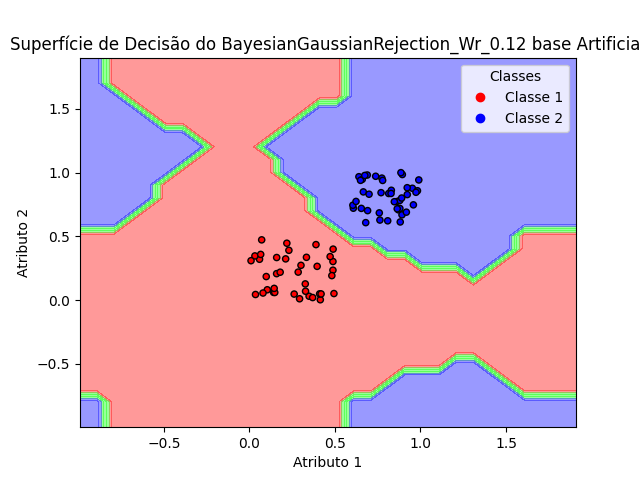 Superfície de Decisão do BayesianGaussianRejection_Wr_0.12 base Artificia
Classes
Classe 1
Classe 2
Atributo 2
1.5
1.0
0.5
0.0
−0.5
−0.5
0.0
0.5
1.0
1.5
Atributo 1